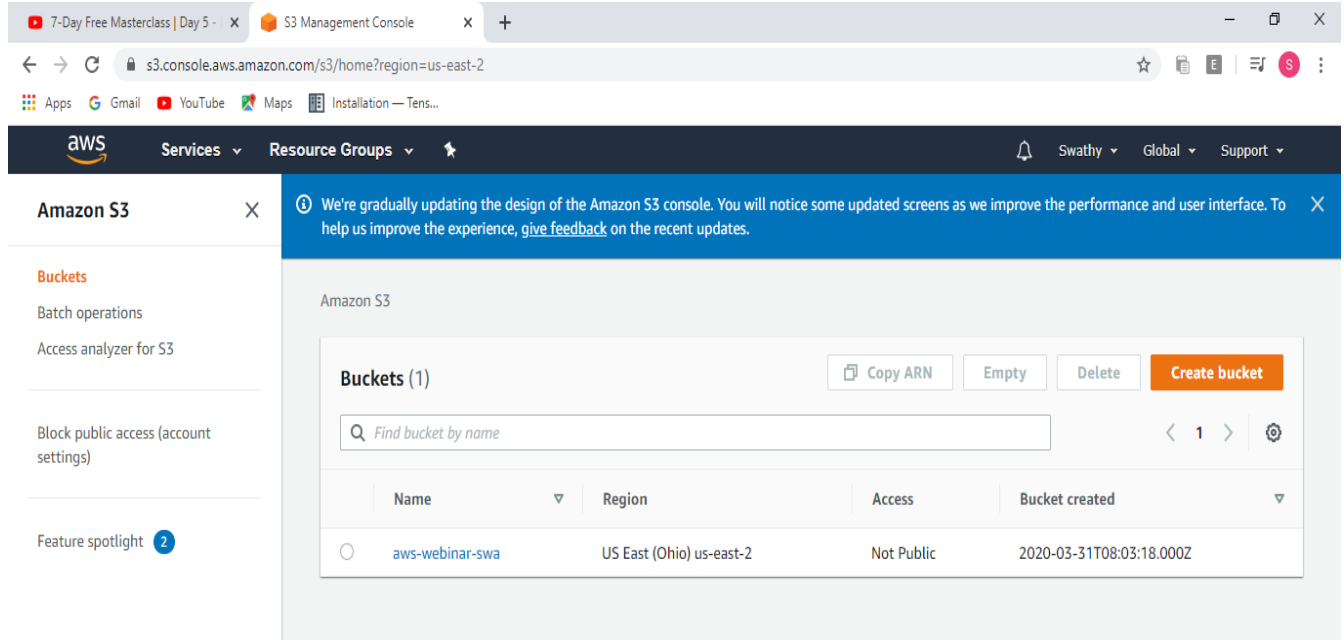 7-Day Free Masterclass | Day 5 -
S3 Management Console
s3.console.aws.amazon.com/s3/home?region=us-east-2
E
S
Apps
Gmail
YouTube
Maps
Installation — Tens...
aws
Services
Resource Groups
Swathy
Global
Support
Amazon S3
We're gradually updating the design of the Amazon S3 console. You will notice some updated screens as we improve the performance and user interface. To
help us improve the experience, give feedback on the recent updates.
Buckets
Batch operations
Access analyzer for S3
Block public access (account
settings)
Feature spotlight 2
Amazon S3
Buckets (1)
Copy ARN
Empty
Delete
Create bucket
Find bucket by name
1
Name
Region
Access
Bucket created
aws-webinar-swa
US East (Ohio) us-east-2
Not Public
2020-03-31T08:03:18.000Z